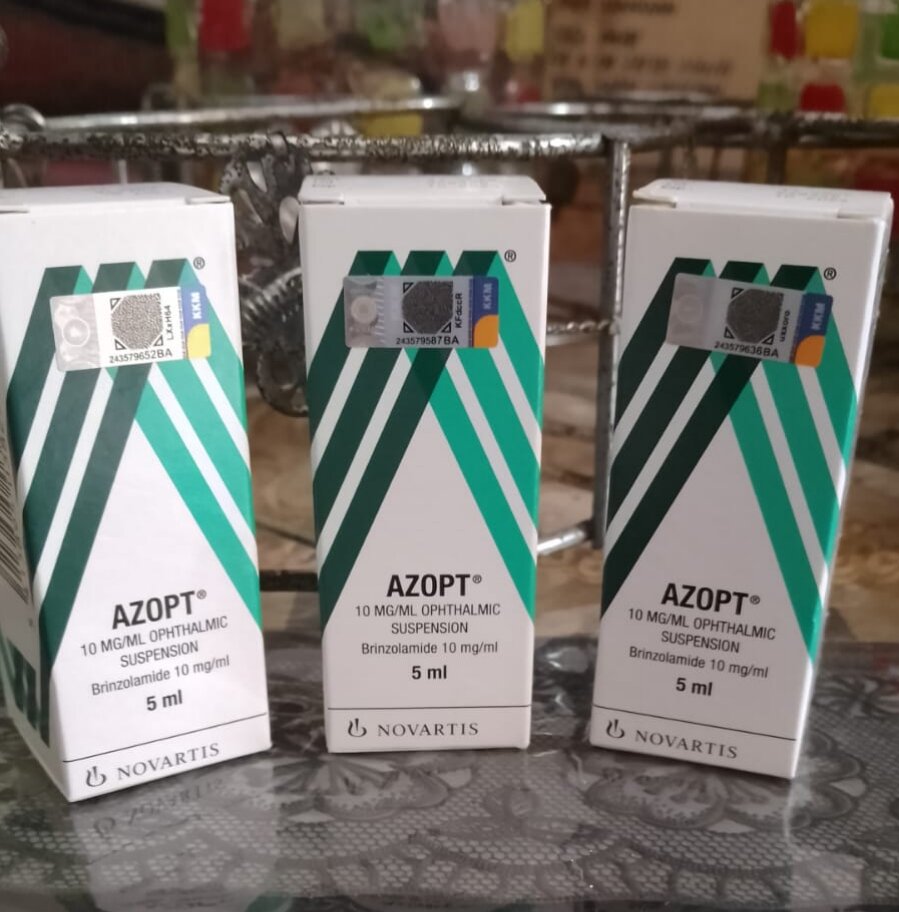 ®
KKM
LXxH64
243579652BA
AZOPT®
10 MG/ML OPHTHALMIC
SUSPENSION
Brinzolamide 10 mg/ml
5 ml
NOVARTIS
®
KKM
KFdccR
243579587BA
AZOPT®
10 MG/ML OPHTHALMIC
SUSPENSION
Brinzolamide 10 mg/ml
5 ml
NOVARTIS
®
KKM
243579636BA
AZOPT®
10 MG/ML OPHTHALMIC
SUSPENSION
Brinzolamide 10 mg/ml
5 ml
NOVARTIS